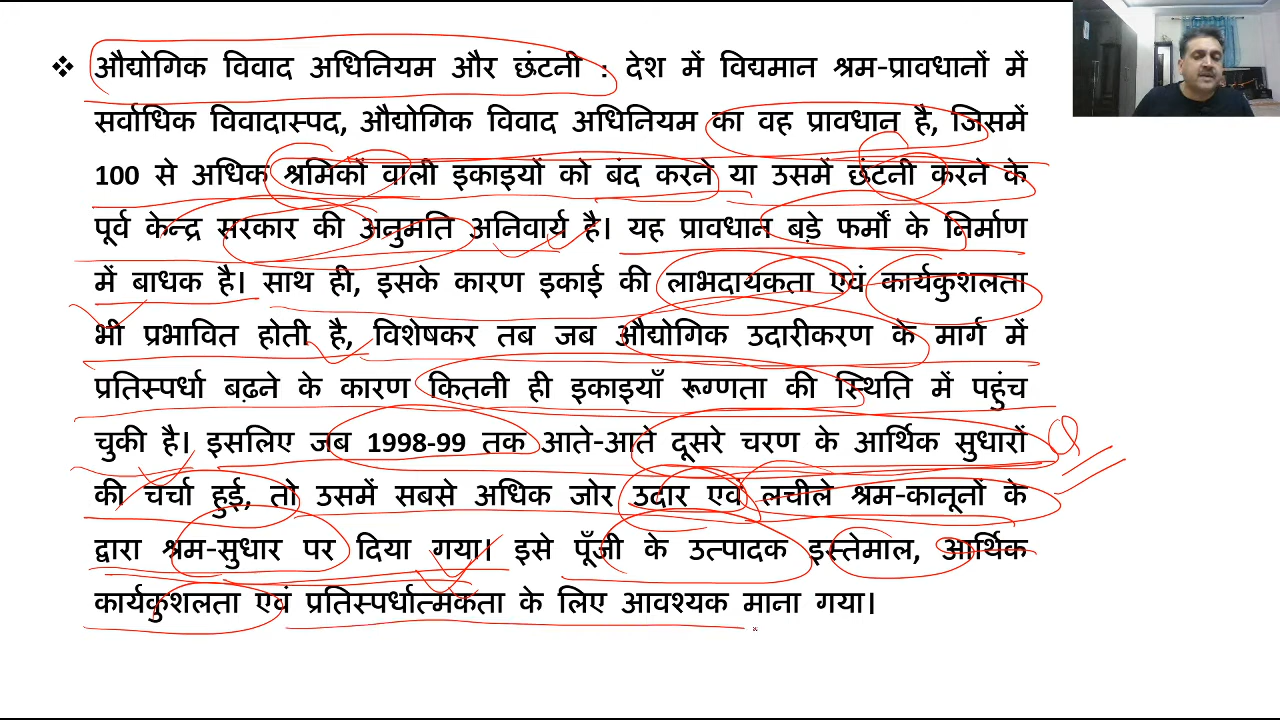 ❖ औद्योगिक विवाद अधिनियम और छंटनी : देश में विद्यमान श्रम-प्रावधानों में
सर्वाधिक विवादास्पद, औद्योगिक विवाद अधिनियम का वह प्रावधान है, जिसमें
100 से अधिक श्रमिकों वाली इकाइयों को बंद करने या उसमें छंटनी करने के
पूर्व केन्द्र सरकार की अनुमति अनिवार्य है। यह प्रावधान बड़े फर्मों के निर्माण
में बाधक है। साथ ही, इसके कारण इकाई की लाभदायकता एवं कार्यकुशलता
भी प्रभावित होती है, विशेषकर तब जब औद्योगिक उदारीकरण के मार्ग में
प्रतिस्पर्धा बढ़ने के कारण कितनी ही इकाइयाँ रूग्णता की स्थिति में पहुंच
चुकी है। इसलिए जब 1998-99 तक आते-आते दूसरे चरण के आर्थिक सुधारों
की चर्चा हुई, तो उसमें सबसे अधिक जोर उदार एवं लचीले श्रम-कानूनों के
द्वारा श्रम-सुधार पर दिया गया। इसे पूँजी के उत्पादक इस्तेमाल, आर्थिक
कार्यकुशलता एवं प्रतिस्पर्धात्मकता के लिए आवश्यक माना गया।